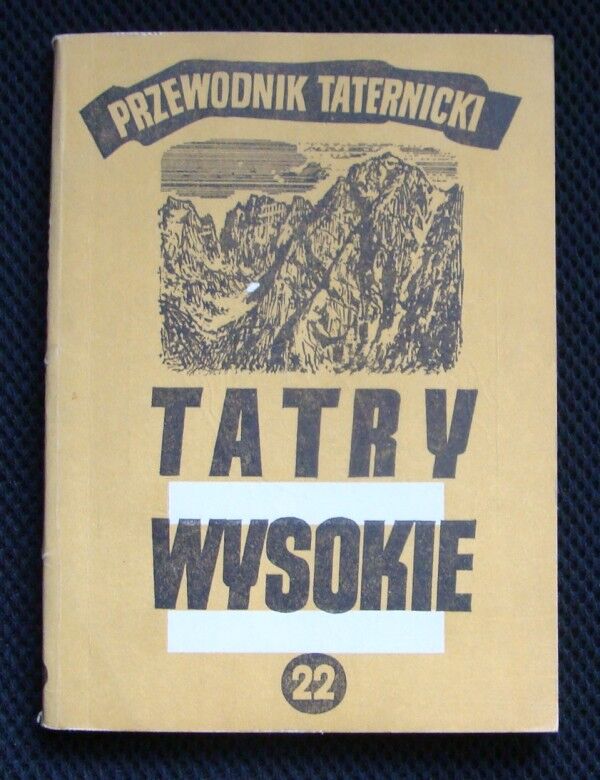 PRZEWODNIK TATERNICKI
TATRY
WYSOKIE
22